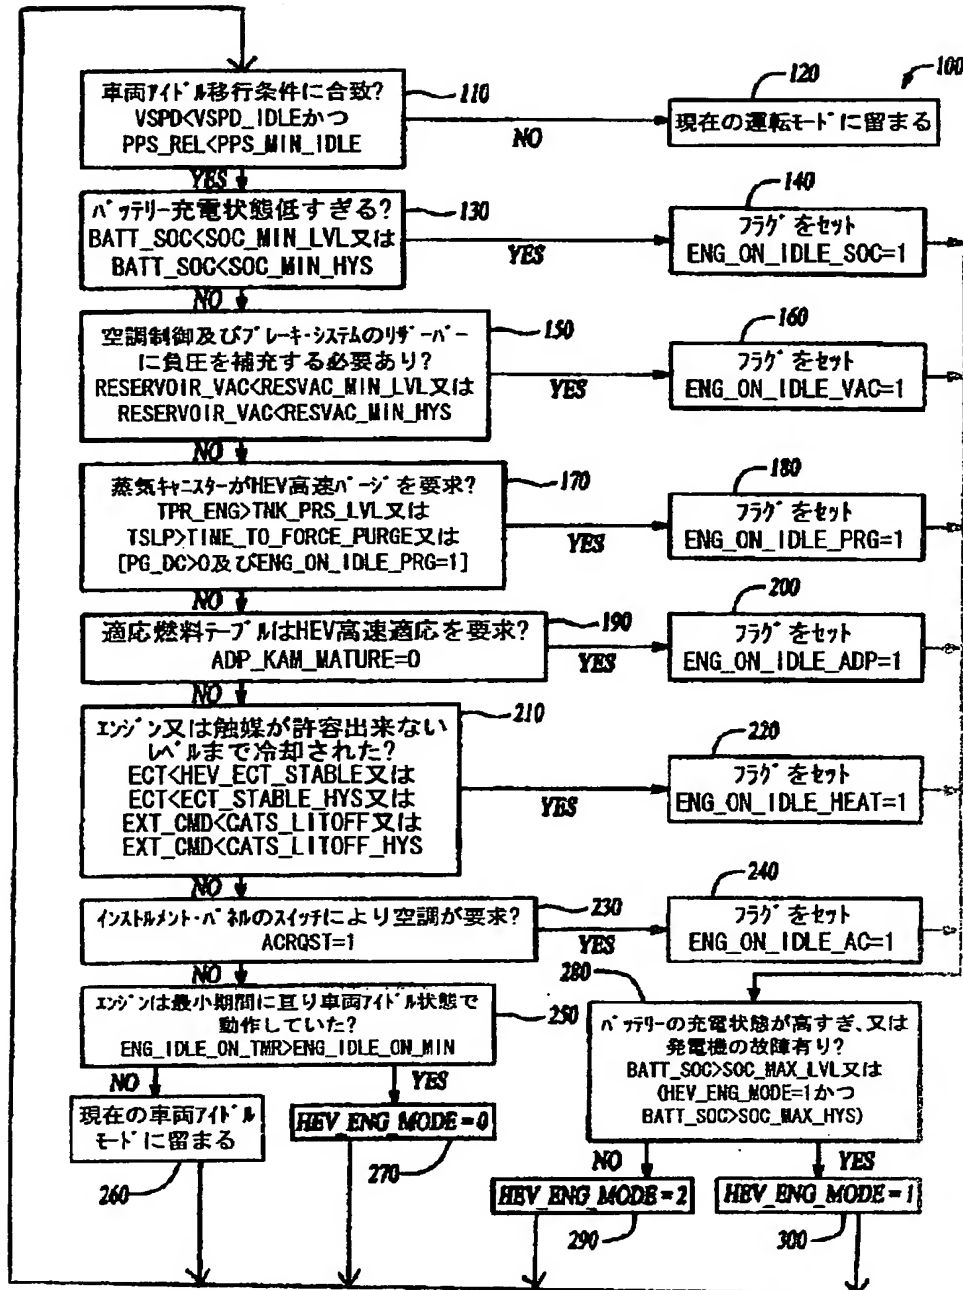 100
車両アイドル移行条件に合致?
VSPD<VSPD_IDLEかつ
PPS_REL<PPS_MIN_IDLE
110
NO
120
現在の運転モードに留まる
YES
バッテリー充電状態低すぎる?
BATT_SOC<SOC_MIN_LVL又は
BATT_SOC<SOC_MIN_HYS
130
YES
140
フラグをセット
ENG_ON_IDLE_SOC=1
NO
空調制御及びブレーキ・システムのリザーバー
に負圧を補充する必要あり?
RESERVOIR_VAC<RESVAC_MIN_LVL又は
RESERVOIR_VAC<RESVAC_MIN_HYS
150
YES
160
フラグをセット
ENG_ON_IDLE_VAC=1
NO
蒸気キャニスターがHEV高速パージを要求?
TPR_ENG>TNK_PRS_LVL又は
TSLP>TIME_TO_FORCE_PURGE又は
[PG_DC>0及びENG_ON_IDLE_PRG=1]
170
YES
180
フラグをセット
ENG_ON_IDLE_PRG=1
NO
適応燃料テーブルはHEV高速適応を要求?
ADP_KAM_MATURE=0
190
YES
200
フラグをセット
ENG_ON_IDLE_ADP=1
NO
エンジン又は触媒が許容出来ない
レベルまで冷却された?
ECT<HEV_ECT_STABLE又は
ECT<ECT_STABLE_HYS又は
EXT_CMD<CATS_LITOFF又は
EXT_CMD<CATS_LITOFF_HYS
210
YES
220
フラグをセット
ENG_ON_IDLE_HEAT=1
NO
インストルメント・パネルのスイッチにより空調が要求?
ACRQST=1
230
YES
240
フラグをセット
ENG_ON_IDLE_AC=1
NO
エンジンは最小期間に亘り車両アイドル状態で
動作していた?
ENG_IDLE_ON_TMR>ENG_IDLE_ON_MIN
250
280
バッテリーの充電状態が高すぎ、又は
発電機の故障有り?
BATT_SOC>SOC_MAX_LVL又は
(HEV_ENG_MODE=1かつ
BATT_SOC>SOC_MAX_HYS)
NO
YES
現在の車両アイドル
モードに留まる
260
HEV_ENG_MODE=0
270
NO
YES
HEV_ENG_MODE=2
290
HEV_ENG_MODE=1
300